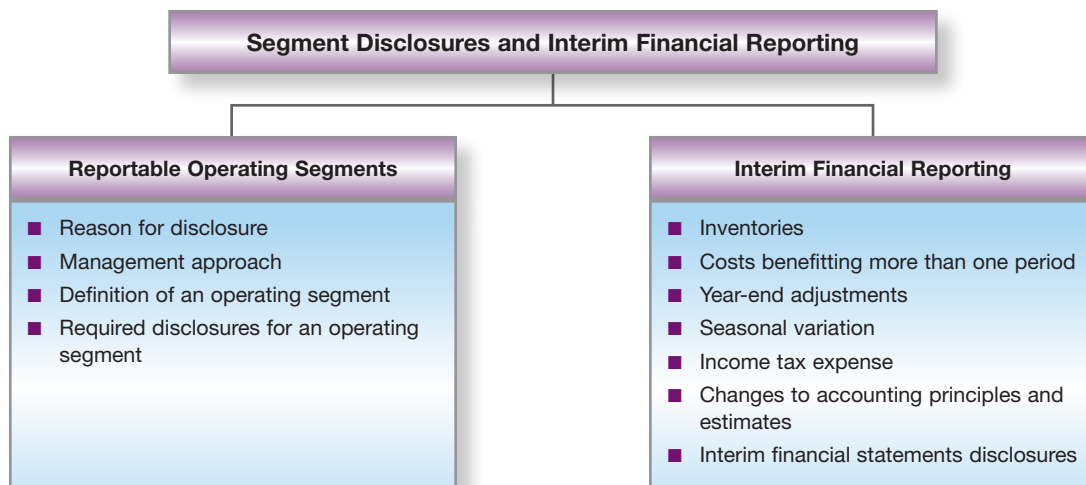 Segment Disclosures and Interim Financial Reporting
Reportable Operating Segments
Reason for disclosure
Management approach
Definition of an operating segment
Required disclosures for an operating
segment
Interim Financial Reporting
Inventories
Costs benefitting more than one period
Year-end adjustments
Seasonal variation
Income tax expense
Changes to accounting principles and
estimates
Interim financial statements disclosures